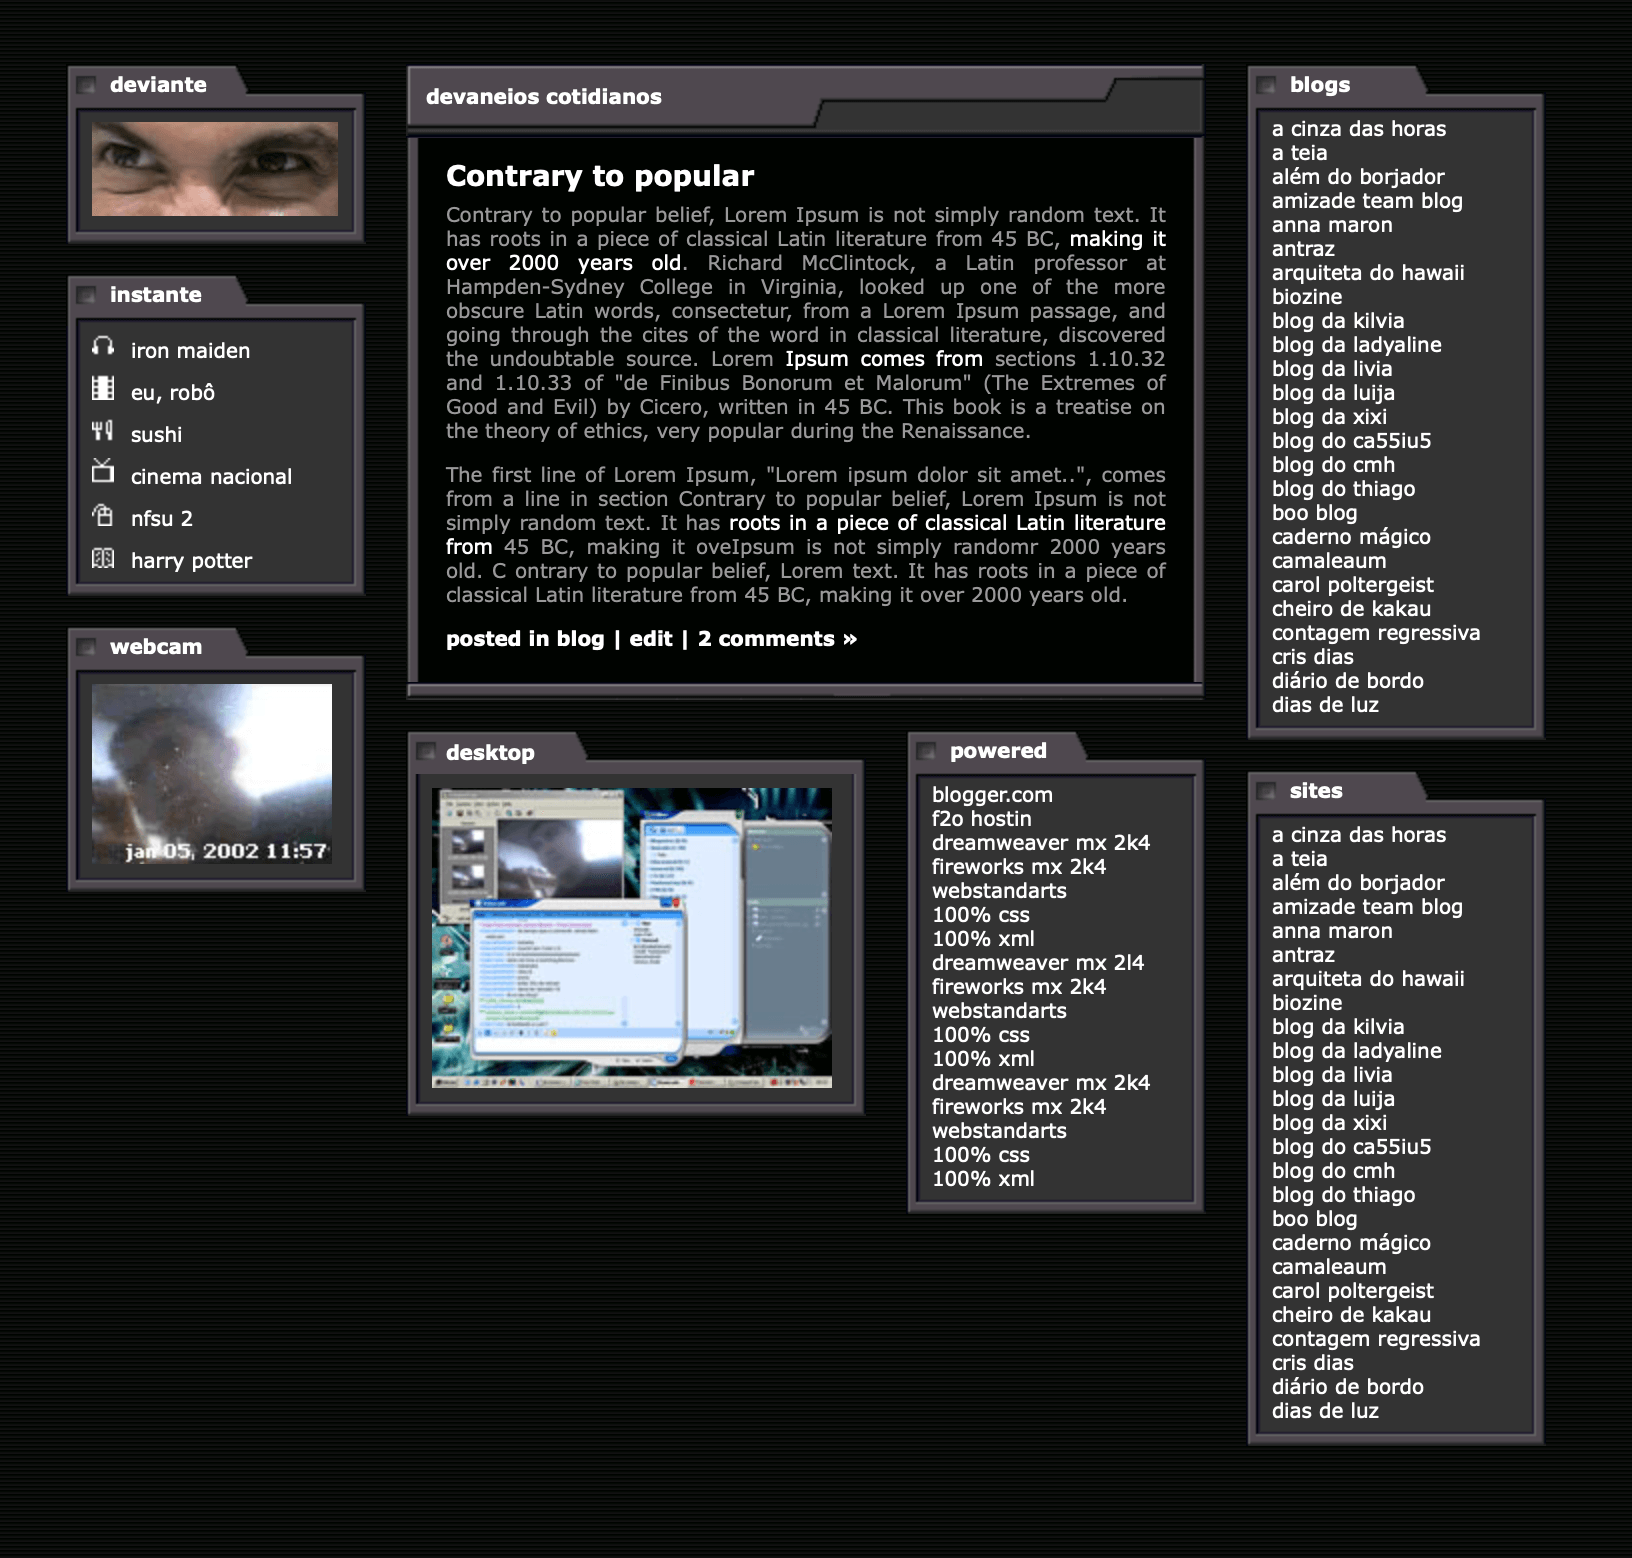 deviante
instante
iron maiden
eu, robô
sushi
cinema nacional
nfsu 2
harry potter
webcam
jan 05, 2002 11:57
devaneios cotidianos
Contrary to popular
Contrary to popular belief, Lorem Ipsum is not simply random text. It
has roots in a piece of classical Latin literature from 45 BC, making it
over 2000 years old. Richard McClintock, a Latin professor at
Hampden-Sydney College in Virginia, looked up one of the more
obscure Latin words, consectetur, from a Lorem Ipsum passage, and
going through the cites of the word in classical literature, discovered
the undoubtable source. Lorem Ipsum comes from sections 1.10.32
and 1.10.33 of "de Finibus Bonorum et Malorum" (The Extremes of
Good and Evil) by Cicero, written in 45 BC. This book is a treatise on
the theory of ethics, very popular during the Renaissance.
The first line of Lorem Ipsum, "Lorem ipsum dolor sit amet..", comes
from a line in section Contrary to popular belief, Lorem Ipsum is not
simply random text. It has roots in a piece of classical Latin literature
from 45 BC, making it oveIpsum is not simply randomr 2000 years
old. C ontrary to popular belief, Lorem text. It has roots in a piece of
classical Latin literature from 45 BC, making it over 2000 years old.
posted in blog | edit | 2 comments »
desktop
powered
blogger.com
f2o hostin
dreamweaver mx 2k4
fireworks mx 2k4
webstandarts
100% css
100% xml
dreamweaver mx 2l4
fireworks mx 2k4
webstandarts
100% css
100% xml
dreamweaver mx 2k4
fireworks mx 2k4
webstandarts
100% css
100% xml
blogs
a cinza das horas
a teia
além do borjador
amizade team blog
anna maron
antraz
arquiteta do hawaii
biozine
blog da kilvia
blog da ladyaline
blog da livia
blog da luija
blog da xixi
blog do ca55iu5
blog do cmh
blog do thiago
boo blog
caderno mágico
camaleaum
carol poltergeist
cheiro de kakau
contagem regressiva
cris dias
diário de bordo
dias de luz
sites
a cinza das horas
a teia
além do borjador
amizade team blog
anna maron
antraz
arquiteta do hawaii
biozine
blog da kilvia
blog da ladyaline
blog da livia
blog da luija
blog da xixi
blog do ca55iu5
blog do cmh
blog do thiago
boo blog
caderno mágico
camaleaum
carol poltergeist
cheiro de kakau
contagem regressiva
cris dias
diário de bordo
dias de luz